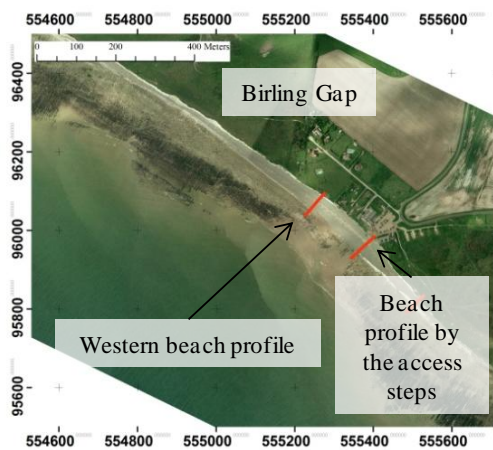 554600 554800 555000 555200 555400 555600
0 100 200 400 Meters
96400
Birling Gap
96200
96000
95800
Western beach profile
Beach
profile by
the access
steps
95600
554600 554800 555000 555200 555400 555600